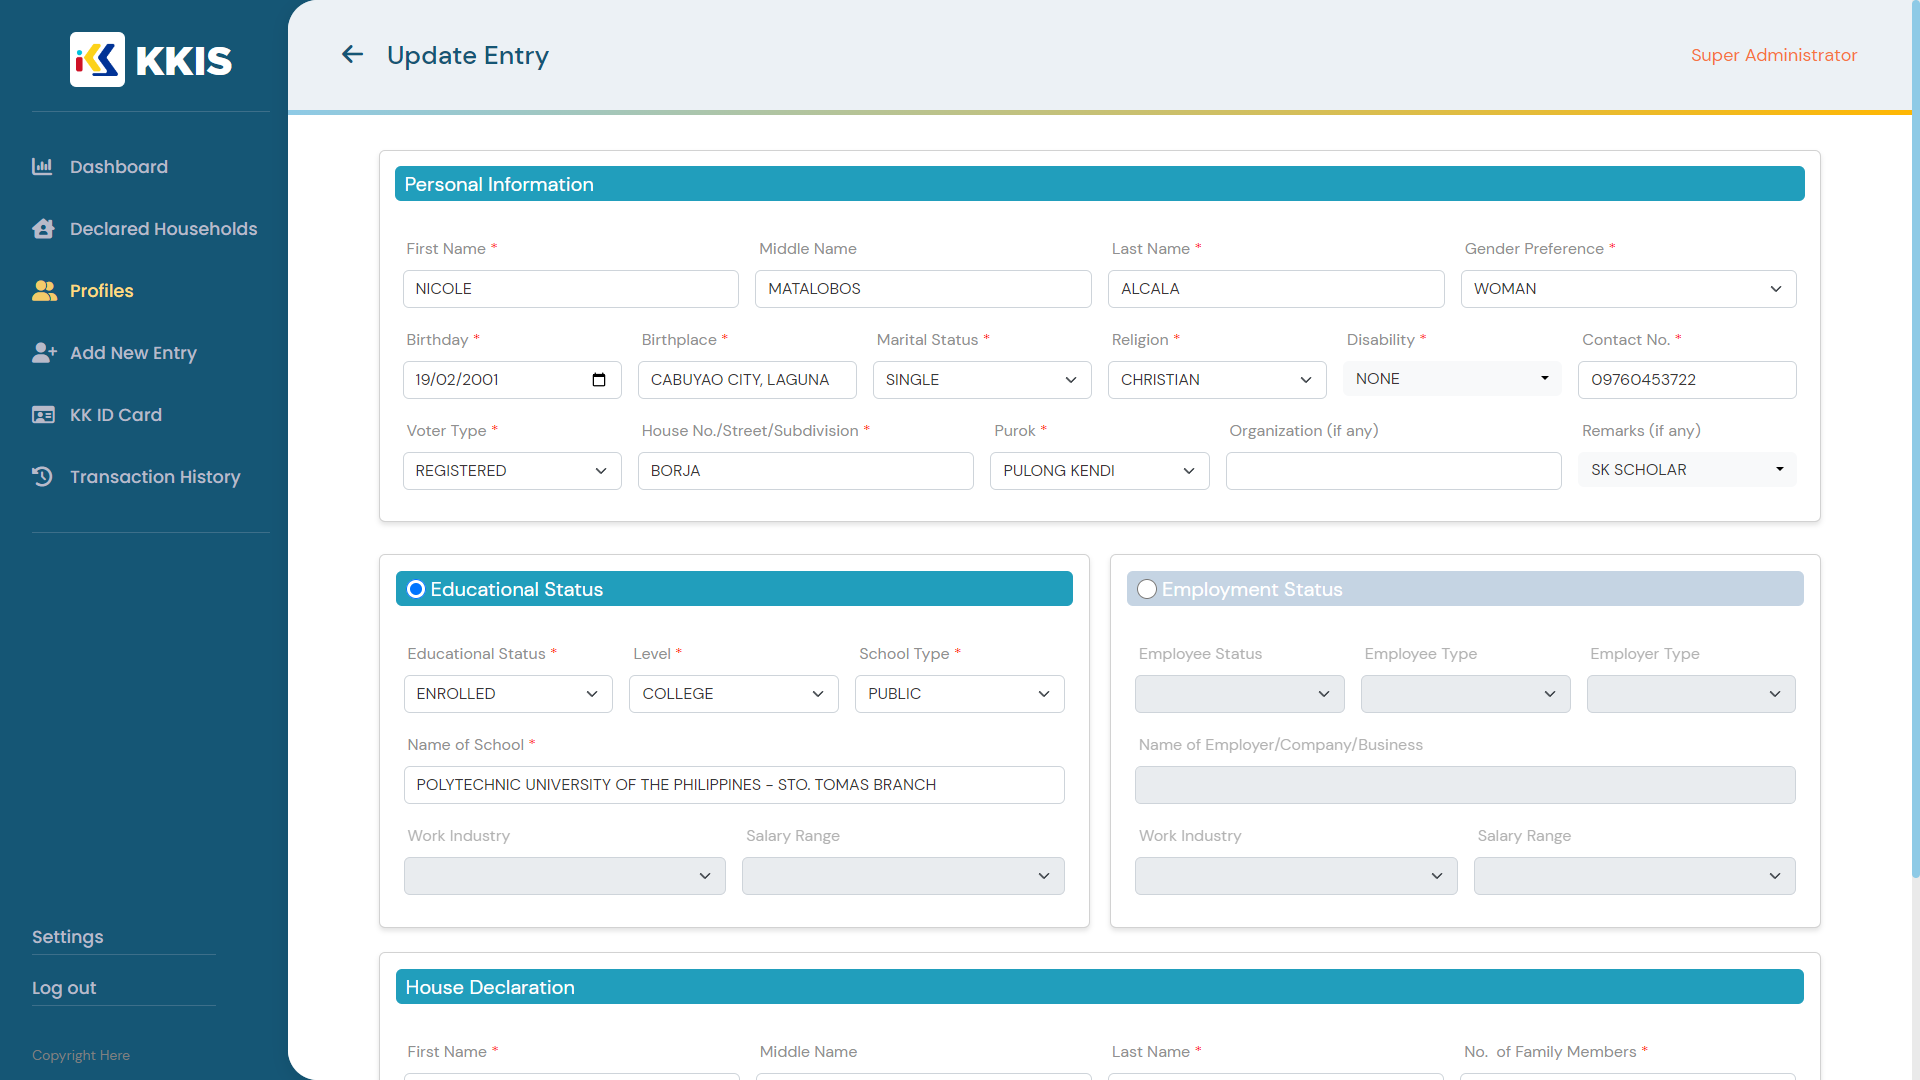 KKIS
Update Entry
Super Administrator
Dashboard
Declared Households
Profiles
Add New Entry
KK ID Card
Transaction History
Settings
Log out
Copyright Here
Personal Information
First Name * Middle Name Last Name * Gender Preference *
NICOLE MATALOBOS ALCALA WOMAN
Birthday * Birthplace * Marital Status * Religion * Disability * Contact No. *
19/02/2001 CABUYAO CITY, LAGUNA SINGLE CHRISTIAN NONE 09760453722
Voter Type * House No./Street/Subdivision * Purok * Organization (if any) Remarks (if any)
REGISTERED BORJA PULONG KENDI SK SCHOLAR
Educational Status
Educational Status * Level * School Type *
ENROLLED COLLEGE PUBLIC
Name of School *
POLYTECHNIC UNIVERSITY OF THE PHILIPPINES - STO. TOMAS BRANCH
Work Industry Salary Range
Employment Status
Employee Status Employee Type Employer Type
Name of Employer/Company/Business
Work Industry Salary Range
House Declaration
First Name * Middle Name Last Name * No. of Family Members *